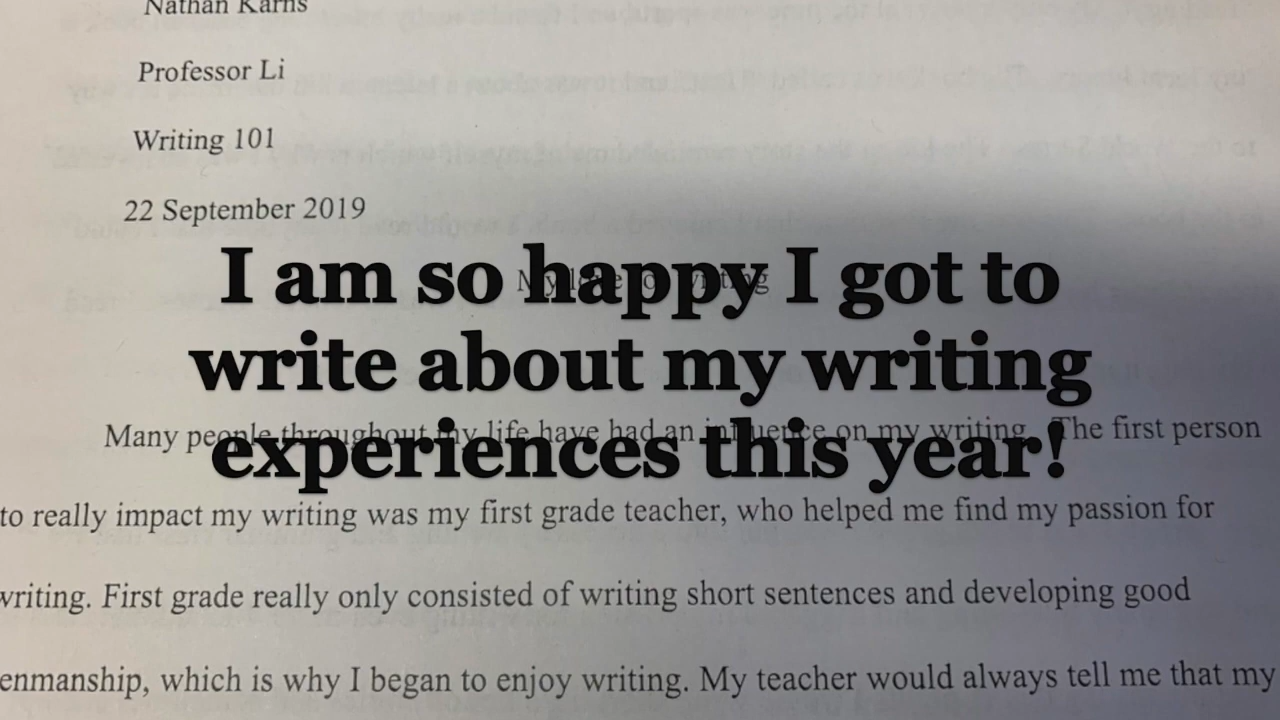 Nathan Karns
Professor Li
Writing 101
22 September 2019
My love for writing
I am so happy I got to
write about my writing
experiences this year!
Many people throughout my life have had an influence on my writing. The first person
to really impact my writing was my first grade teacher, who helped me find my passion for
writing. First grade really only consisted of writing short sentences and developing good
enmanship, which is why I began to enjoy writing. My teacher would always tell me that my